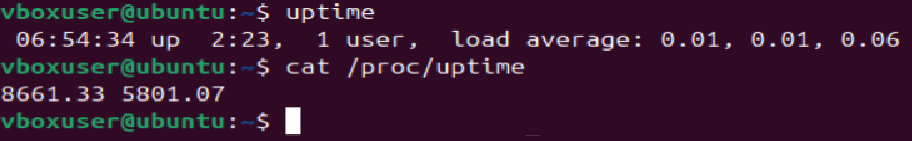 vboxuser@ubuntu:~$ uptime
 06:54:34 up  2:23,  1 user,  load average: 0.01, 0.01, 0.06
vboxuser@ubuntu:~$ cat /proc/uptime
8661.33 5801.07
vboxuser@ubuntu:~$